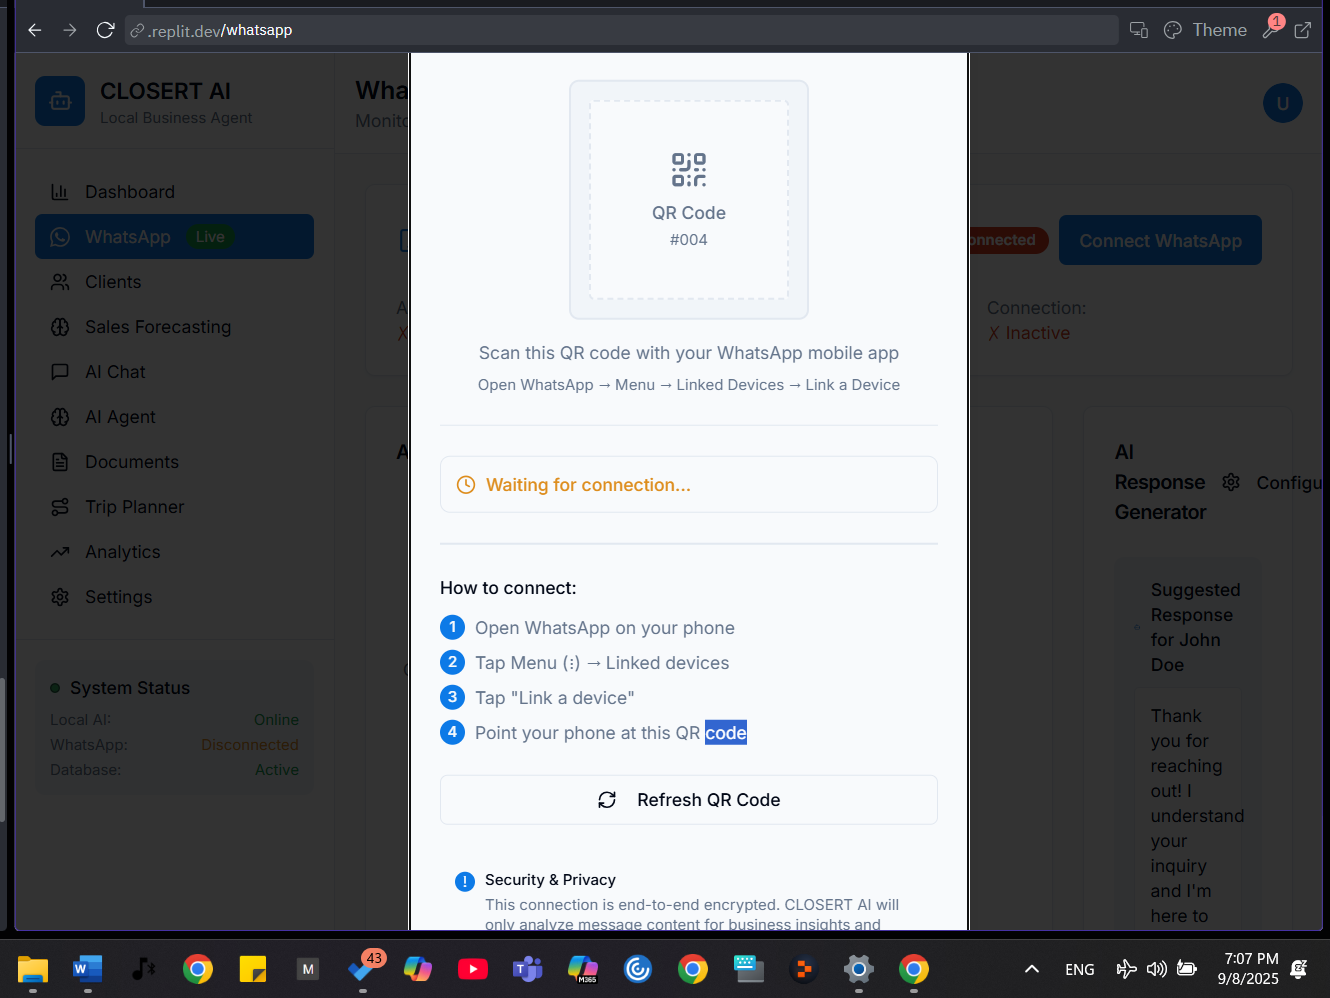 .replit.dev/whatsapp
Theme
1
CLOSERT AI
Local Business Agent
Dashboard
WhatsApp
Live
Clients
Sales Forecasting
AI Chat
AI Agent
Documents
Trip Planner
Analytics
Settings
System Status
Local AI: Online
WhatsApp: Disconnected
Database: Active
Wha
Monito
U
onnected
Connect WhatsApp
A
X
Connection:
X Inactive
A
QR Code
#004
Scan this QR code with your WhatsApp mobile app
Open WhatsApp → Menu → Linked Devices → Link a Device
Waiting for connection...
How to connect:
1 Open WhatsApp on your phone
2 Tap Menu (⋮) → Linked devices
3 Tap "Link a device"
4 Point your phone at this QR code
Refresh QR Code
! Security & Privacy
This connection is end-to-end encrypted. CLOSERT AI will
only analyze message content for business insights and
AI
Response
Generator
Configu
Suggested
Response
for John
Doe
Thank
you for
reaching
out! I
understand
your
inquiry
and I'm
here to
W
M
43
T
M365
ENG
7:07 PM
9/8/2025